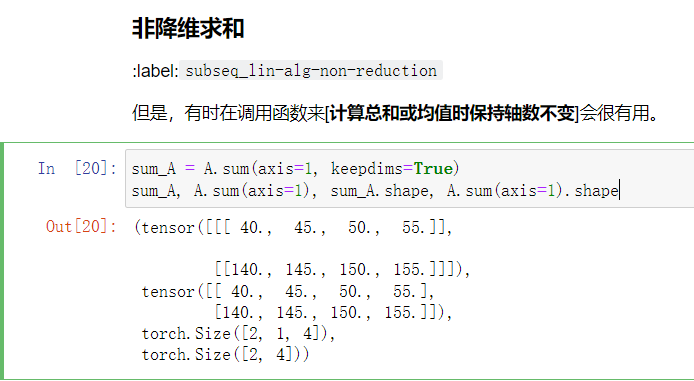 非降维求和
:label: subseq_lin-alg-non-reduction
但是，有时在调用函数来[计算总和或均值时保持轴数不变]会很有用。
In [20]: sum_A = A.sum(axis=1, keepdims=True)
sum_A, A.sum(axis=1), sum_A.shape, A.sum(axis=1).shape
Out[20]: (tensor([[[ 40.,  45.,  50.,  55.]],
[[140., 145., 150., 155.]]]),
tensor([[ 40.,  45.,  50.,  55.],
[140., 145., 150., 155.]]),
torch.Size([2, 1, 4]),
torch.Size([2, 4]))